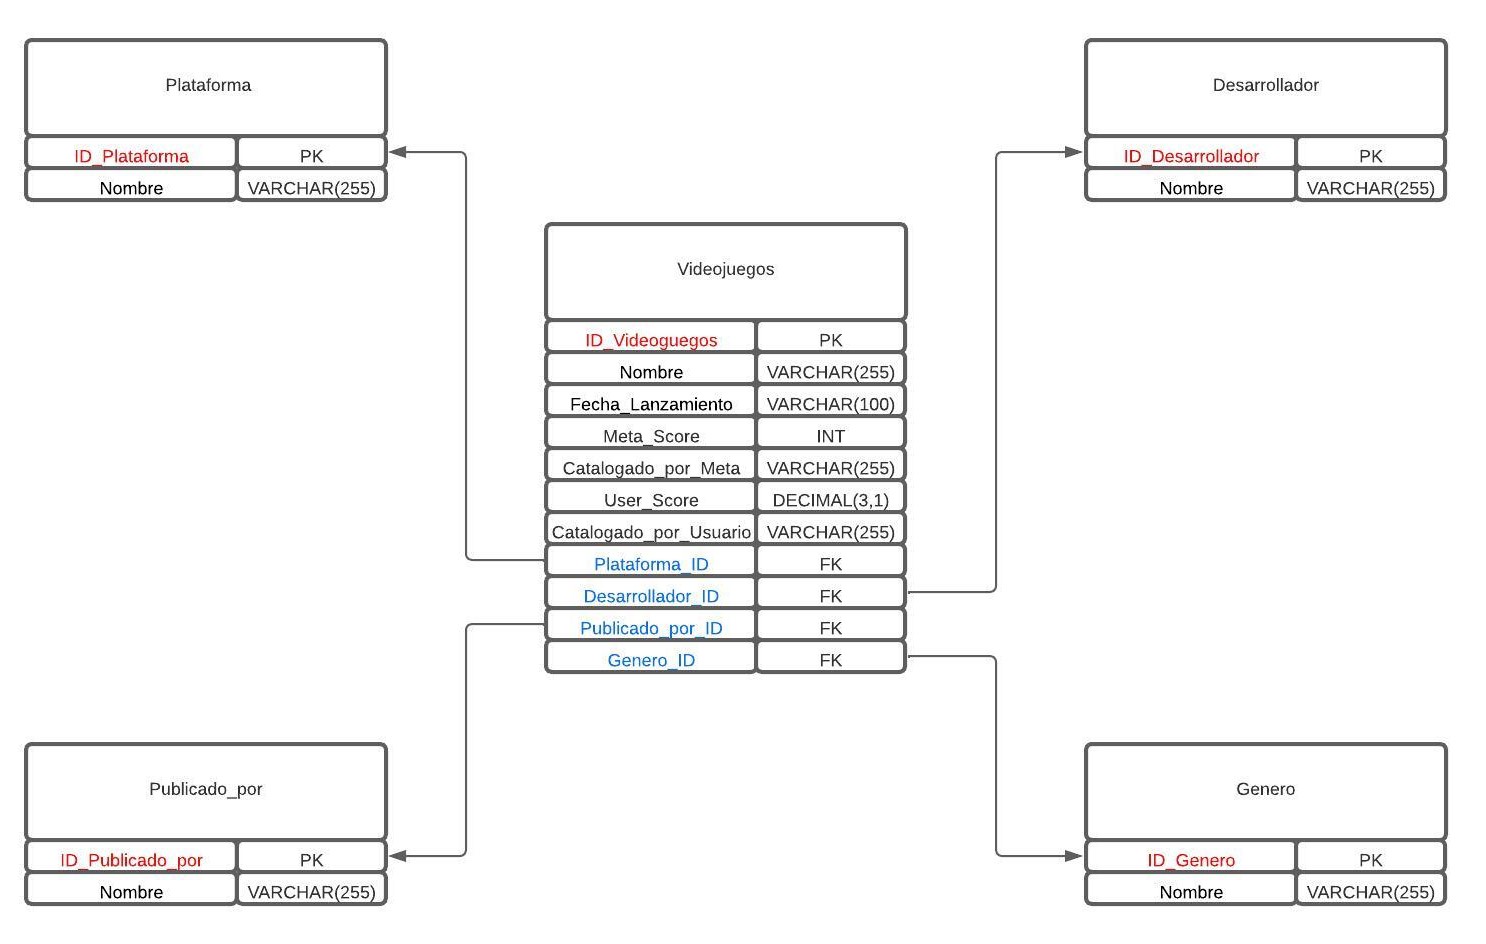 Plataforma
ID_Plataforma PK
Nombre VARCHAR(255)
Desarrollador
ID_Desarrollador PK
Nombre VARCHAR(255)
Videojuegos
ID_Videoguegos PK
Nombre VARCHAR(255)
Fecha_Lanzamiento VARCHAR(100)
Meta_Score INT
Catalogado_por_Meta VARCHAR(255)
User_Score DECIMAL(3,1)
Catalogado_por_Usuario VARCHAR(255)
Plataforma_ID FK
Desarrollador_ID FK
Publicado_por_ID FK
Genero_ID FK
Publicado_por
ID_Publicado_por PK
Nombre VARCHAR(255)
Genero
ID_Genero PK
Nombre VARCHAR(255)